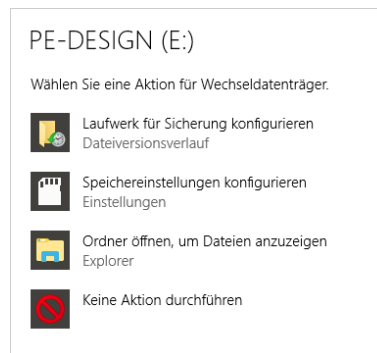 PE-DESIGN (E:)
Wählen Sie eine Aktion für Wechseldatenträger.
Laufwerk für Sicherung konfigurieren
Dateiversionsverlauf
Speichereinstellungen konfigurieren
Einstellungen
Ordner öffnen, um Dateien anzuzeigen
Explorer
Keine Aktion durchführen